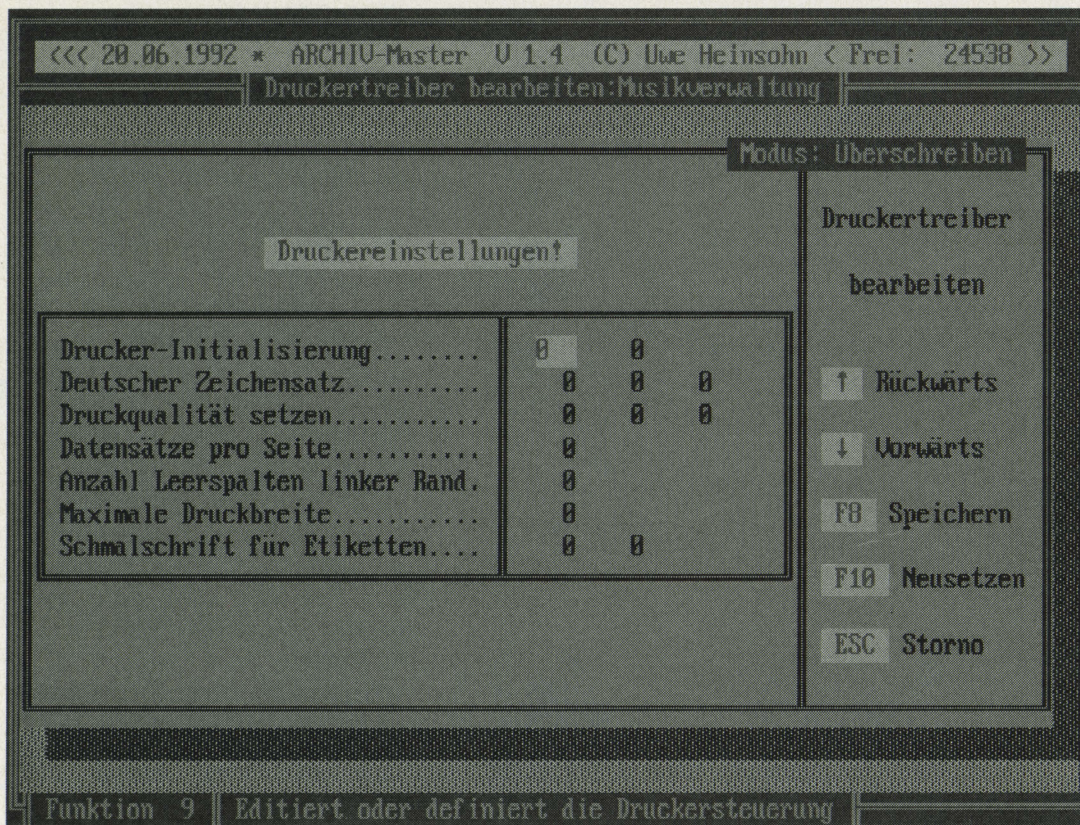 <<< 20.06.1992 * ARCHIV-Master V 1.4 (C) Uwe Heinsohn < Frei: 24538 >>
Druckertreiber bearbeiten:Musikverwaltung
Modus: Überschreiben
Druckereinstellungen!
Drucker-Initialisierung........ 0 0
Deutscher Zeichensatz.......... 0 0 0
Druckqualität setzen........... 0 0 0
Datensätze pro Seite........... 0
Anzahl Leerspalten linker Rand. 0
Maximale Druckbreite........... 0
Schmalschrift für Etiketten.... 0 0
Druckertreiber
bearbeiten
↑ Rückwärts
↓ Vorwärts
F8 Speichern
F10 Neusetzen
ESC Storno
Funktion 9 Editiert oder definiert die Druckersteuerung